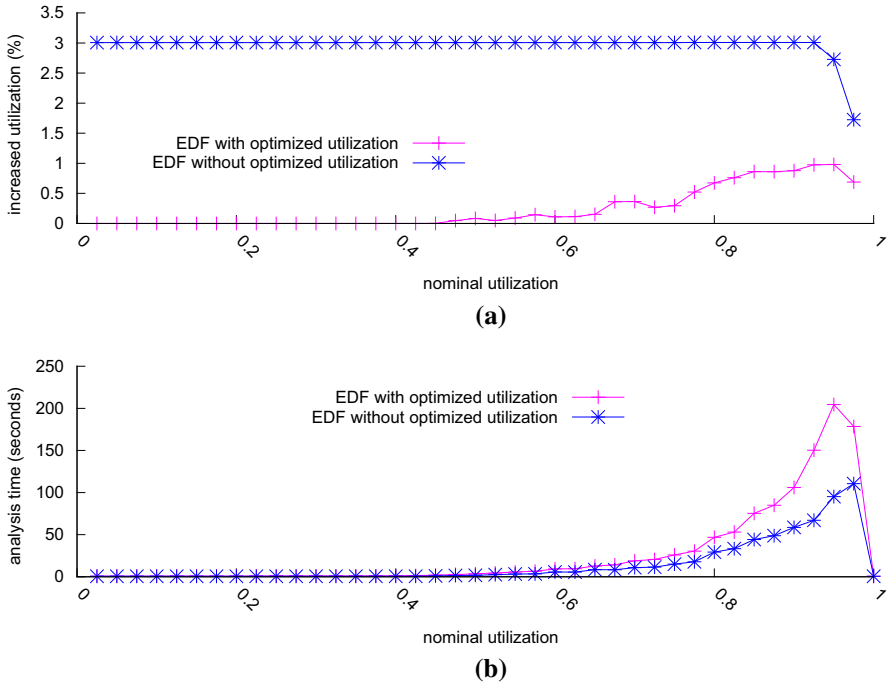 3.5
3
2.5
2
1.5
1
0.5
0
increased utilization (%)
EDF with optimized utilization
EDF without optimized utilization
0
0.2
0.4
0.6
0.8
1
nominal utilization
(a)
250
200
150
100
50
0
analysis time (seconds)
EDF with optimized utilization
EDF without optimized utilization
0
0.2
0.4
0.6
0.8
1
nominal utilization
(b)